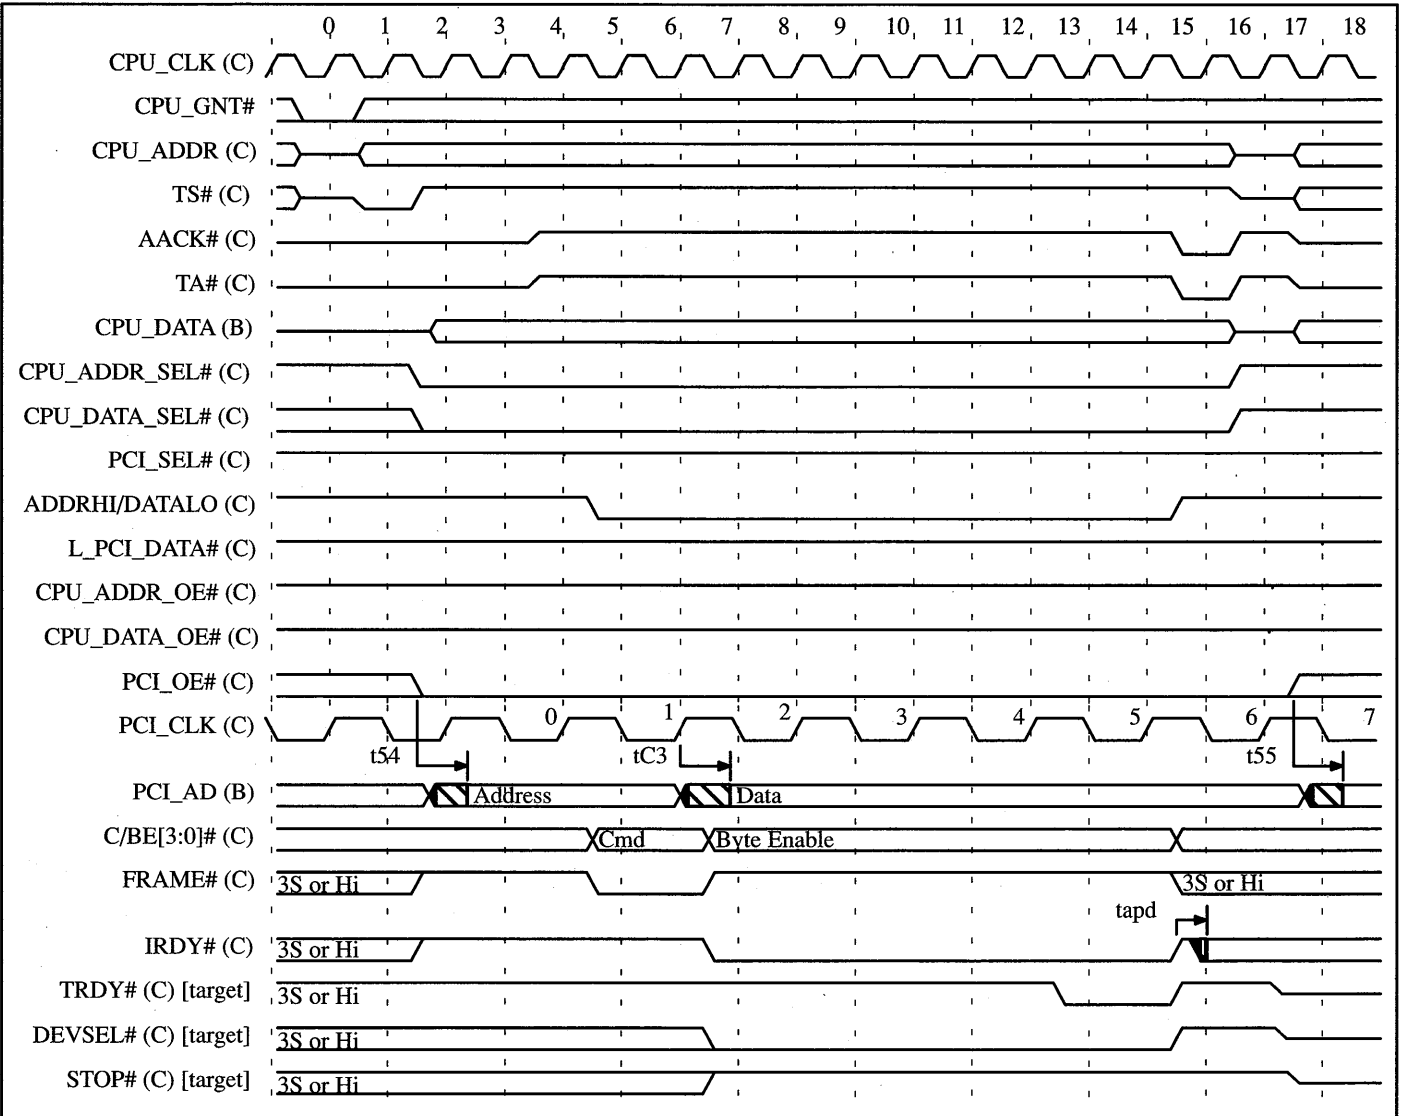 0 1 2 3 4 5 6 7 8 9 10 11 12 13 14 15 16 17 18
CPU_CLK (C)
CPU_GNT#
CPU_ADDR (C)
TS# (C)
AACK# (C)
TA# (C)
CPU_DATA (B)
CPU_ADDR_SEL# (C)
CPU_DATA_SEL# (C)
PCI_SEL# (C)
ADDRHI/DATALO (C)
L_PCI_DATA# (C)
CPU_ADDR_OE# (C)
CPU_DATA_OE# (C)
PCI_OE# (C)
PCI_CLK (C) 0 1 2 3 4 5 6 7
t54 tC3 t55
PCI_AD (B) Address Data
C/BE[3:0]# (C) Cmd Byte Enable
FRAME# (C) 3S or Hi 3S or Hi
tapd
IRDY# (C) 3S or Hi
TRDY# (C) [target] 3S or Hi
DEVSEL# (C) [target] 3S or Hi
STOP# (C) [target] 3S or Hi